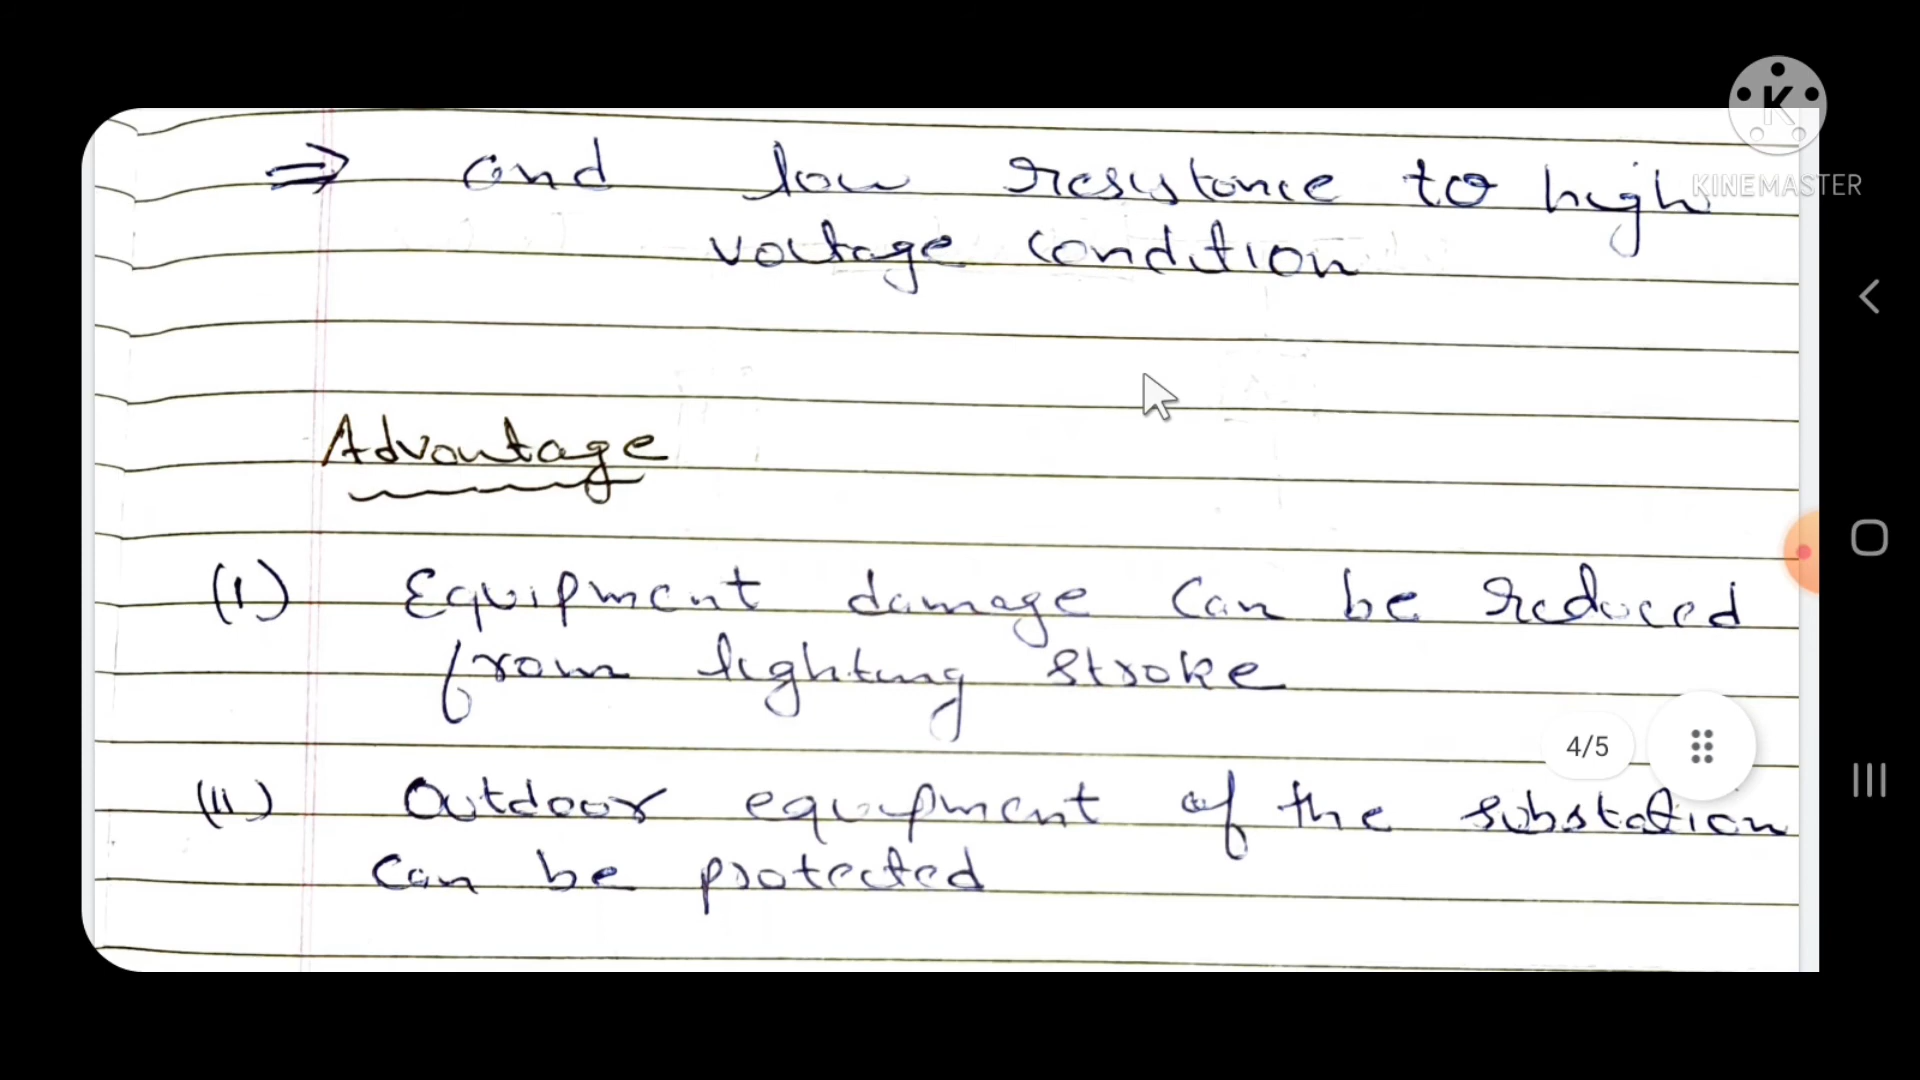 ⇒ and low resistance to high
voltage condition
KINEMASTER
Advantage
(i) Equipment damage can be reduced
from lighting stroke
4/5
(ii) Outdoor equipment of the substation
can be protected